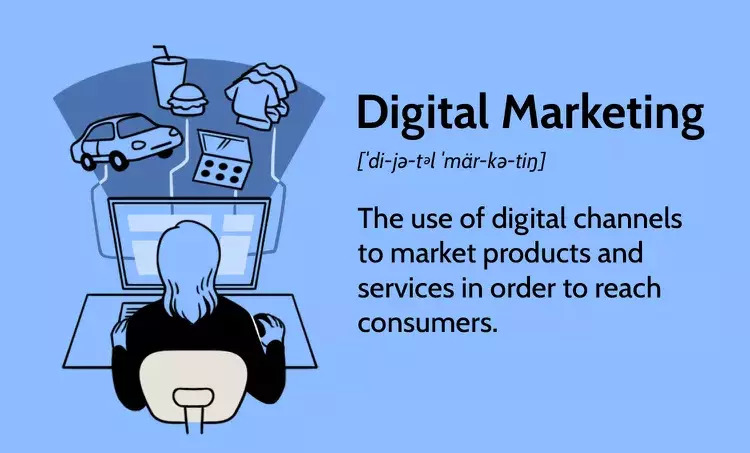 Digital Marketing
[ˈdi-jə-tᵊl ˈmär-kə-tiŋ]
The use of digital channels
to market products and
services in order to reach
consumers.